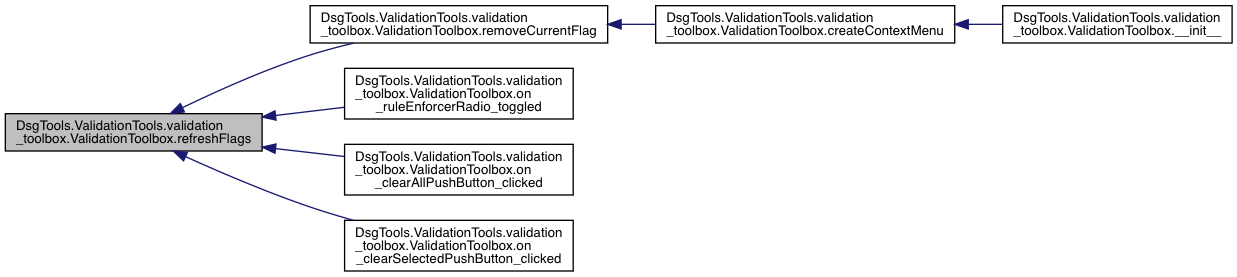 DsgTools.ValidationTools.validation
_toolbox.ValidationToolbox.removeCurrentFlag
DsgTools.ValidationTools.validation
_toolbox.ValidationToolbox.createContextMenu
DsgTools.ValidationTools.validation
_toolbox.ValidationToolbox.__init__
DsgTools.ValidationTools.validation
_toolbox.ValidationToolbox.on
_ruleEnforcerRadio_toggled
DsgTools.ValidationTools.validation
_toolbox.ValidationToolbox.refreshFlags
DsgTools.ValidationTools.validation
_toolbox.ValidationToolbox.on
_clearAllPushButton_clicked
DsgTools.ValidationTools.validation
_toolbox.ValidationToolbox.on
_clearSelectedPushButton_clicked